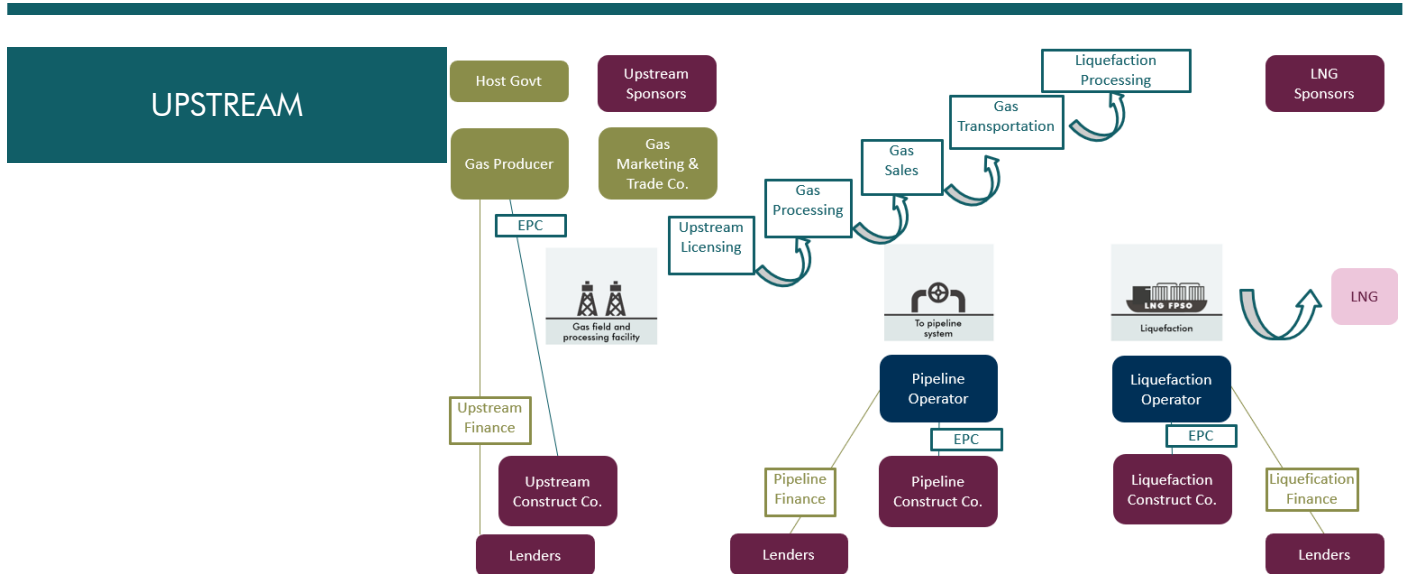 UPSTREAM
Host Govt
Upstream
Sponsors
Liquefaction
Processing
LNG
Sponsors
Gas
Transportation
Gas Producer
Gas
Marketing &
Trade Co.
Gas
Sales
Gas
Processing
EPC
Upstream
Licensing
Gas field and
processing facility
To pipeline
system
LNG FPSO
Liquefaction
LNG
Pipeline
Operator
Liquefaction
Operator
Upstream
Finance
EPC
EPC
Upstream
Construct Co.
Pipeline
Finance
Pipeline
Construct Co.
Liquefaction
Construct Co.
Liquefication
Finance
Lenders
Lenders
Lenders